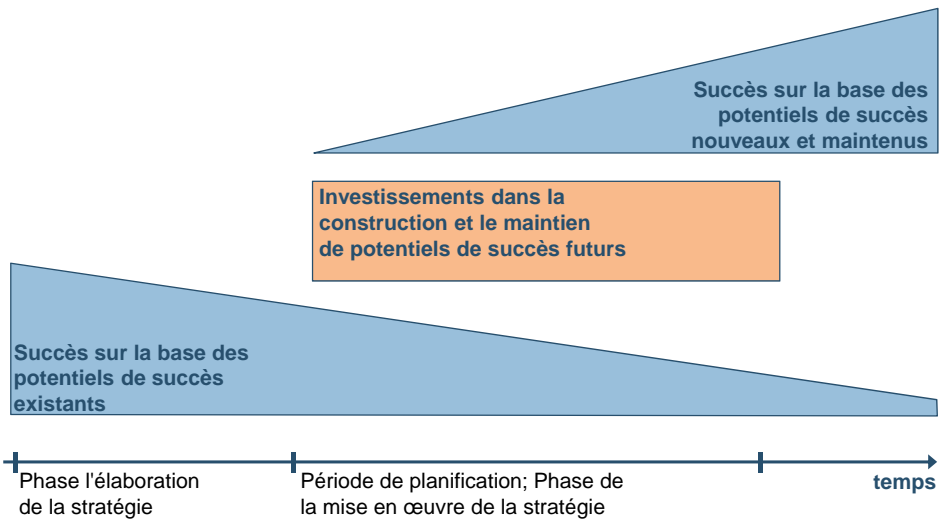 Succès sur la base des
potentiels de succès
nouveaux et maintenus
Investissements dans la
construction et le maintien
de potentiels de succès futurs
Succès sur la base des
potentiels de succès
existants
Phase l'élaboration
de la stratégie
Période de planification; Phase de
la mise en œuvre de la stratégie
temps